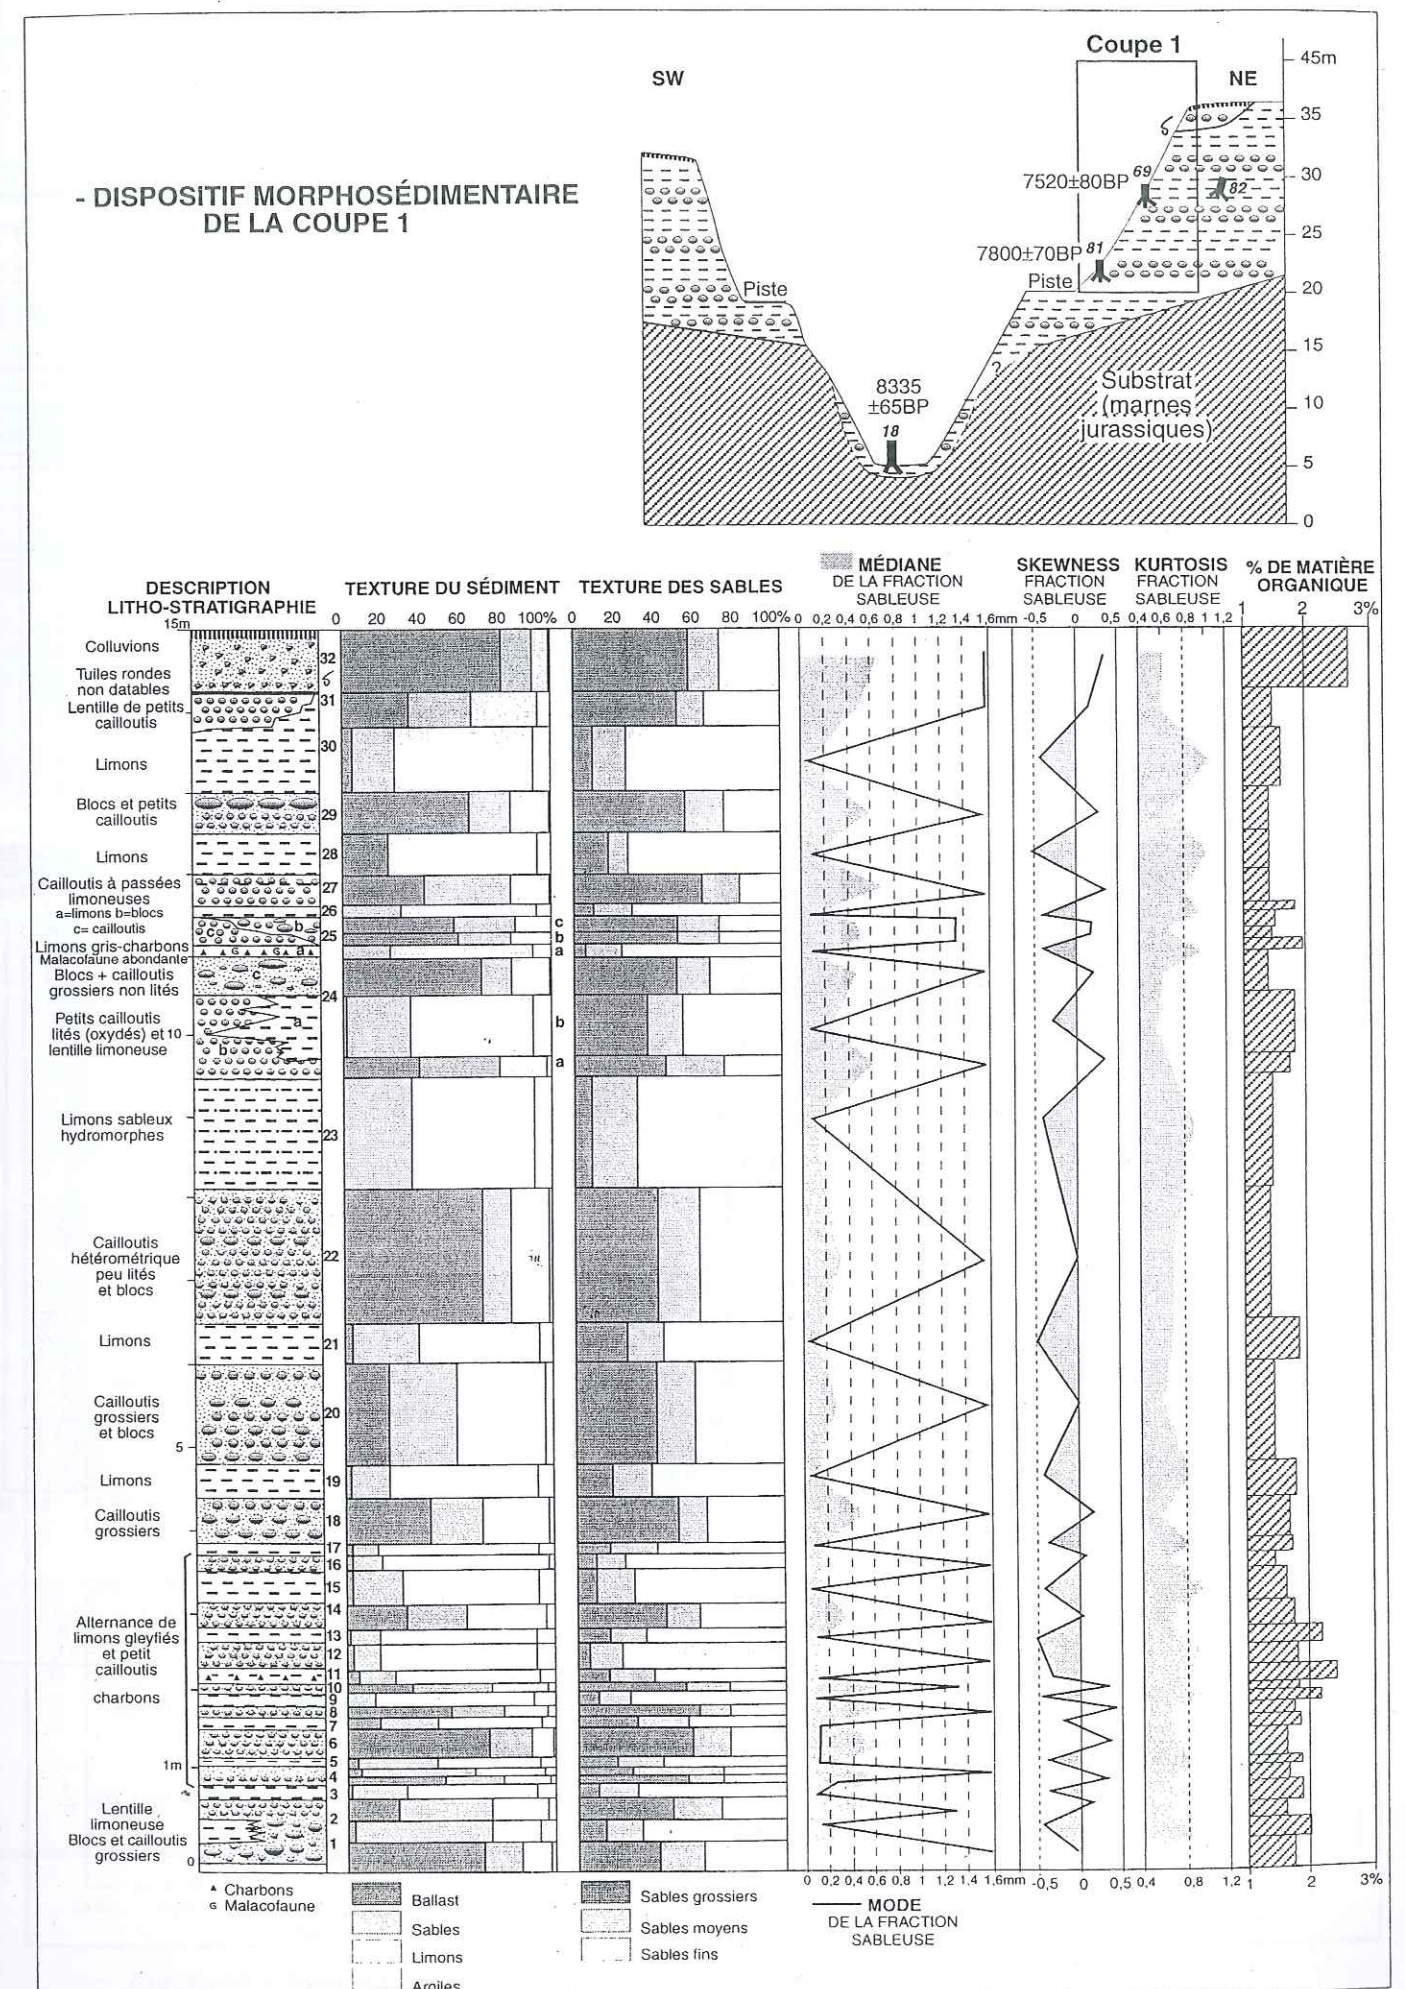 Coupe 1
SW
NE
45m
35
30
25
20
15
10
5
0
- DISPOSITIF MORPHOSÉDIMENTAIRE
DE LA COUPE 1
7520±80BP
69
82
7800±70BP
81
Piste
Piste
8335
±65BP
18
?
Substrat
(marnes
jurassiques)
DESCRIPTION
LITHO-STRATIGRAPHIE
TEXTURE DU SÉDIMENT
TEXTURE DES SABLES
MÉDIANE
DE LA FRACTION
SABLEUSE
SKEWNESS
FRACTION
SABLEUSE
KURTOSIS
FRACTION
SABLEUSE
% DE MATIÈRE
ORGANIQUE
15m
0 20 40 60 80 100%
0 20 40 60 80 100%
0 0,2 0,4 0,6 0,8 1 1,2 1,4 1,6mm
-0,5 0 0,5
0,4 0,6 0,8 1 1,2
1 2 3%
Colluvions
32
Tuiles rondes
non datables
31
Lentille de petits
cailloutis
30
Limons
Blocs et petits
cailloutis
29
Limons
28
Cailloutis à passées
limoneuses
27
a=limons b=blocs
c= cailloutis
26
b
c
c
b
a
25
Limons gris-charbons
G G a
Malacofaune abondante
Blocs + cailloutis
grossiers non lités
c
24
Petits cailloutis
lités (oxydés) et 10
lentille limoneuse
a
b
b
a
Limons sableux
hydromorphes
23
Cailloutis
hétérométrique
peu lités
et blocs
22
Limons
21
Cailloutis
grossiers
et blocs
20
5
Limons
19
Cailloutis
grossiers
18
17
16
15
14
Alternance de
limons gleyfiés
et petit
cailloutis
13
12
11
charbons
10
9
8
7
6
5
1m
4
3
Lentille
limoneuse
2
Blocs et cailloutis
grossiers
1
0
0 0,2 0,4 0,6 0,8 1 1,2 1,4 1,6mm
-0,5 0 0,5
0,4 0,8 1,2
1 2 3%
Charbons
G Malacofaune
Ballast
Sables
Limons
Argiles
Sables grossiers
Sables moyens
Sables fins
MODE
DE LA FRACTION
SABLEUSE